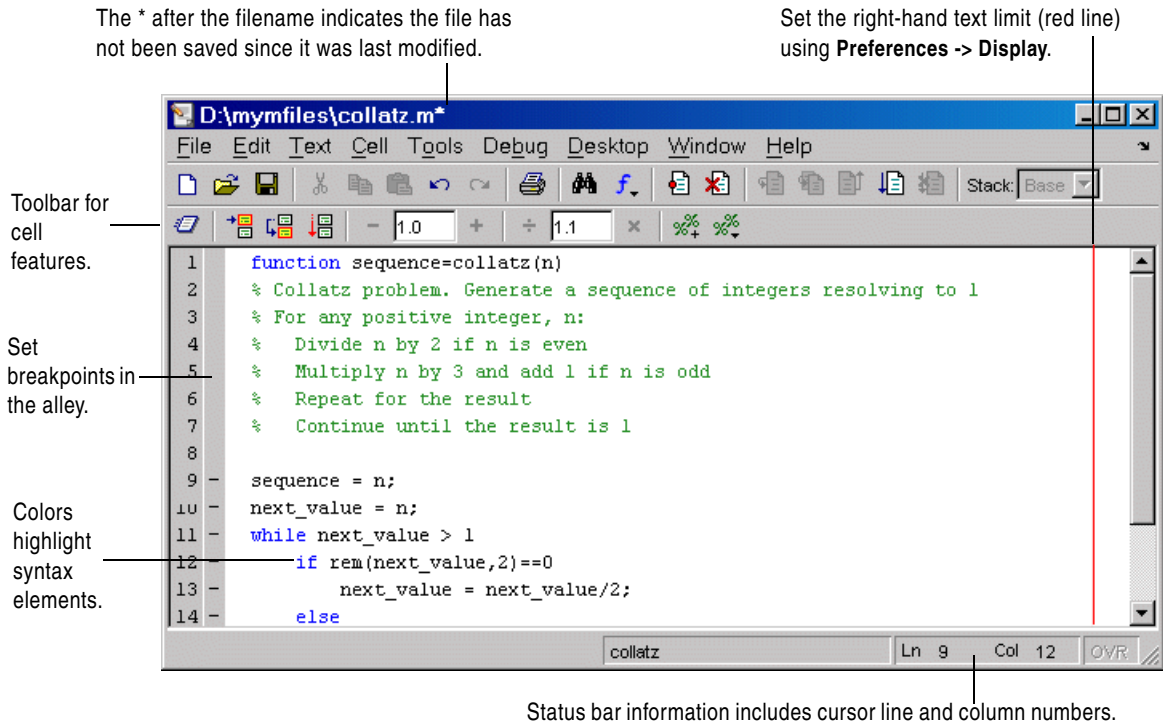 The * after the filename indicates the file has
not been saved since it was last modified.
Set the right-hand text limit (red line)
using Preferences -> Display.
D:\mymfiles\collatz.m*
File Edit Text Cell Tools Debug Desktop Window Help
Stack: Base
Toolbar for
cell
features.
- 1.0 + ÷ 1.1 ×
1 function sequence=collatz(n)
2 % Collatz problem. Generate a sequence of integers resolving to 1
3 % For any positive integer, n:
4 %   Divide n by 2 if n is even
5 %   Multiply n by 3 and add 1 if n is odd
6 %   Repeat for the result
7 %   Continue until the result is 1
8
9 - sequence = n;
10 - next_value = n;
11 - while next_value > 1
12 -     if rem(next_value,2)==0
13 -         next_value = next_value/2;
14 -     else
Set
breakpoints in
the alley.
Colors
highlight
syntax
elements.
collatz Ln 9 Col 12 OVR
Status bar information includes cursor line and column numbers.